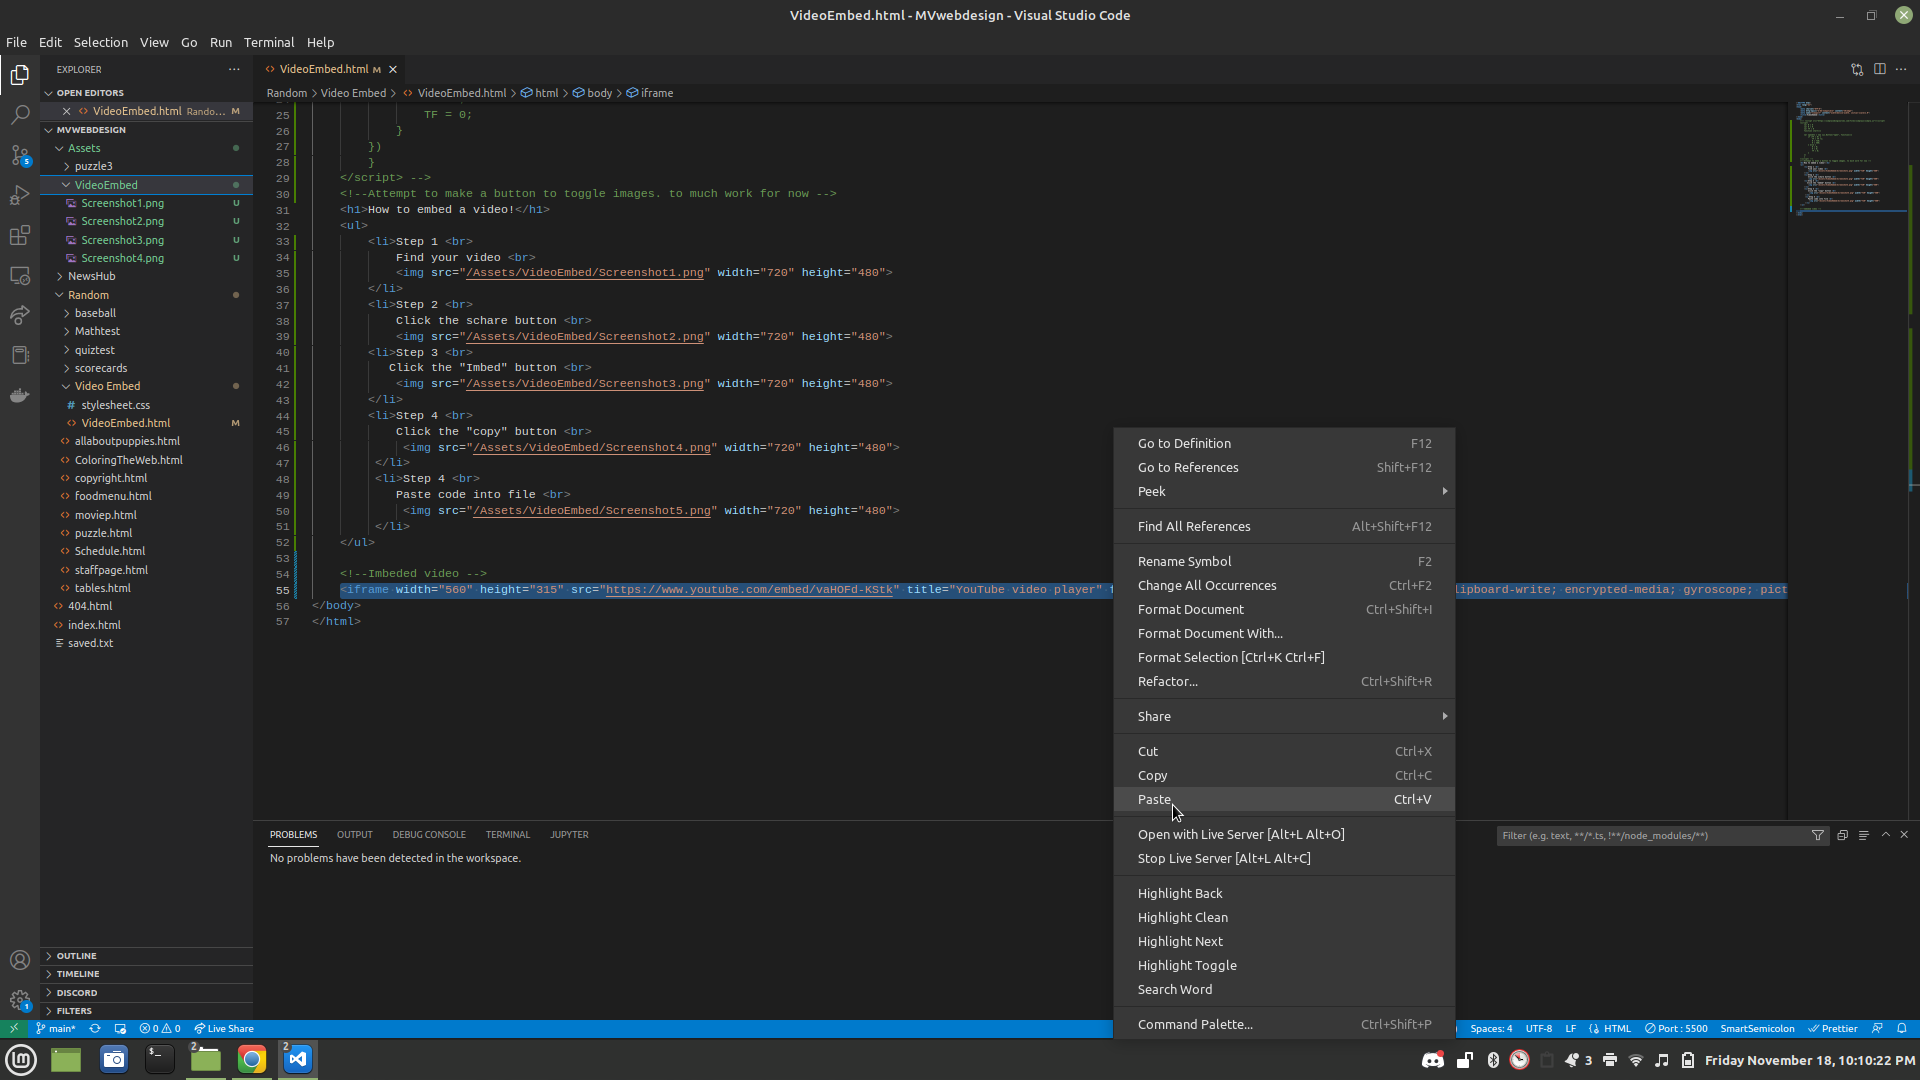 VideoEmbed.html - MVwebdesign - Visual Studio Code
File Edit Selection View Go Run Terminal Help
EXPLORER
OPEN EDITORS
VideoEmbed.html Rando... M
MVWEBDESIGN
Assets
puzzle3
VideoEmbed
Screenshot1.png U
Screenshot2.png U
Screenshot3.png U
Screenshot4.png U
NewsHub
Random
baseball
Mathtest
quiztest
scorecards
Video Embed
# stylesheet.css
VideoEmbed.html M
allaboutpuppies.html
ColoringTheWeb.html
copyright.html
foodmenu.html
moviep.html
puzzle.html
Schedule.html
staffpage.html
tables.html
404.html
index.html
saved.txt
OUTLINE
TIMELINE
DISCORD
FILTERS
5
1
VideoEmbed.html M
Random > Video Embed > VideoEmbed.html > html > body > iframe
25 TF = 0;
26 }
27 })
28 }
29 </script> -->
30 <!--Attempt to make a button to toggle images. to much work for now -->
31 <h1>How to embed a video!</h1>
32 <ul>
33 <li>Step 1 <br>
34 Find your video <br>
35 <img src="/Assets/VideoEmbed/Screenshot1.png" width="720" height="480">
36 </li>
37 <li>Step 2 <br>
38 Click the schare button <br>
39 <img src="/Assets/VideoEmbed/Screenshot2.png" width="720" height="480">
40 <li>Step 3 <br>
41 Click the "Imbed" button <br>
42 <img src="/Assets/VideoEmbed/Screenshot3.png" width="720" height="480">
43 </li>
44 <li>Step 4 <br>
45 Click the "copy" button <br>
46 <img src="/Assets/VideoEmbed/Screenshot4.png" width="720" height="480">
47 </li>
48 <li>Step 4 <br>
49 Paste code into file <br>
50 <img src="/Assets/VideoEmbed/Screenshot5.png" width="720" height="480">
51 </li>
52 </ul>
53
54 <!--Imbeded video -->
55 <iframe width="560" height="315" src="https://www.youtube.com/embed/vaHOFd-KStk" title="YouTube video player" f lipboard-write; encrypted-media; gyroscope; pict
56 </body>
57 </html>
Go to Definition F12
Go to References Shift+F12
Peek
Find All References Alt+Shift+F12
Rename Symbol F2
Change All Occurrences Ctrl+F2
Format Document Ctrl+Shift+I
Format Document With...
Format Selection [Ctrl+K Ctrl+F]
Refactor... Ctrl+Shift+R
Share
Cut Ctrl+X
Copy Ctrl+C
Paste Ctrl+V
Open with Live Server [Alt+L Alt+O]
Stop Live Server [Alt+L Alt+C]
Highlight Back
Highlight Clean
Highlight Next
Highlight Toggle
Search Word
Command Palette... Ctrl+Shift+P
PROBLEMS OUTPUT DEBUG CONSOLE TERMINAL JUPYTER
Filter (e.g. text, **/*.ts, !**/node_modules/**)
No problems have been detected in the workspace.
main* 0 0 Live Share
Spaces: 4 UTF-8 LF HTML Port : 5500 SmartSemicolon Prettier
2 2 3 Friday November 18, 10:10:22 PM